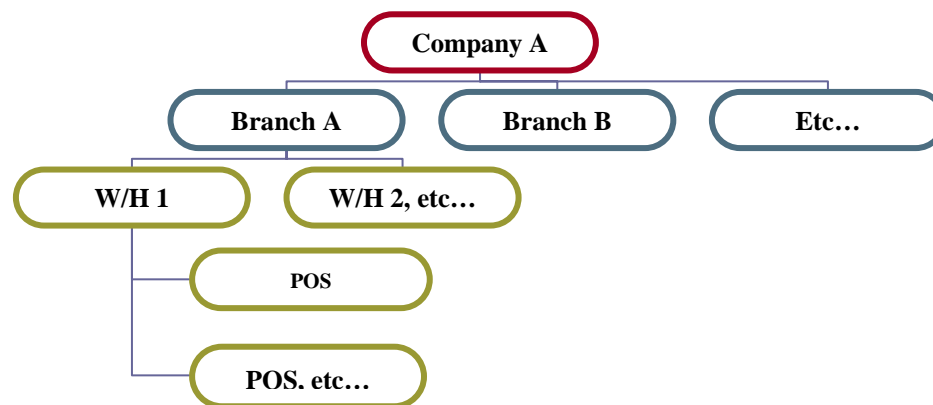 Company A
Branch A
Branch B
Etc…
W/H 1
W/H 2, etc…
POS
POS, etc…